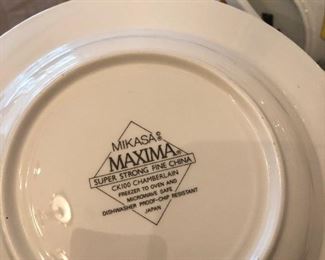 MIKASA®
MAXIMA®
SUPER STRONG FINE CHINA
CK100 CHAMBERLAIN
FREEZER TO OVEN AND
MICROWAVE SAFE
DISHWASHER PROOF-CHIP RESISTANT
JAPAN